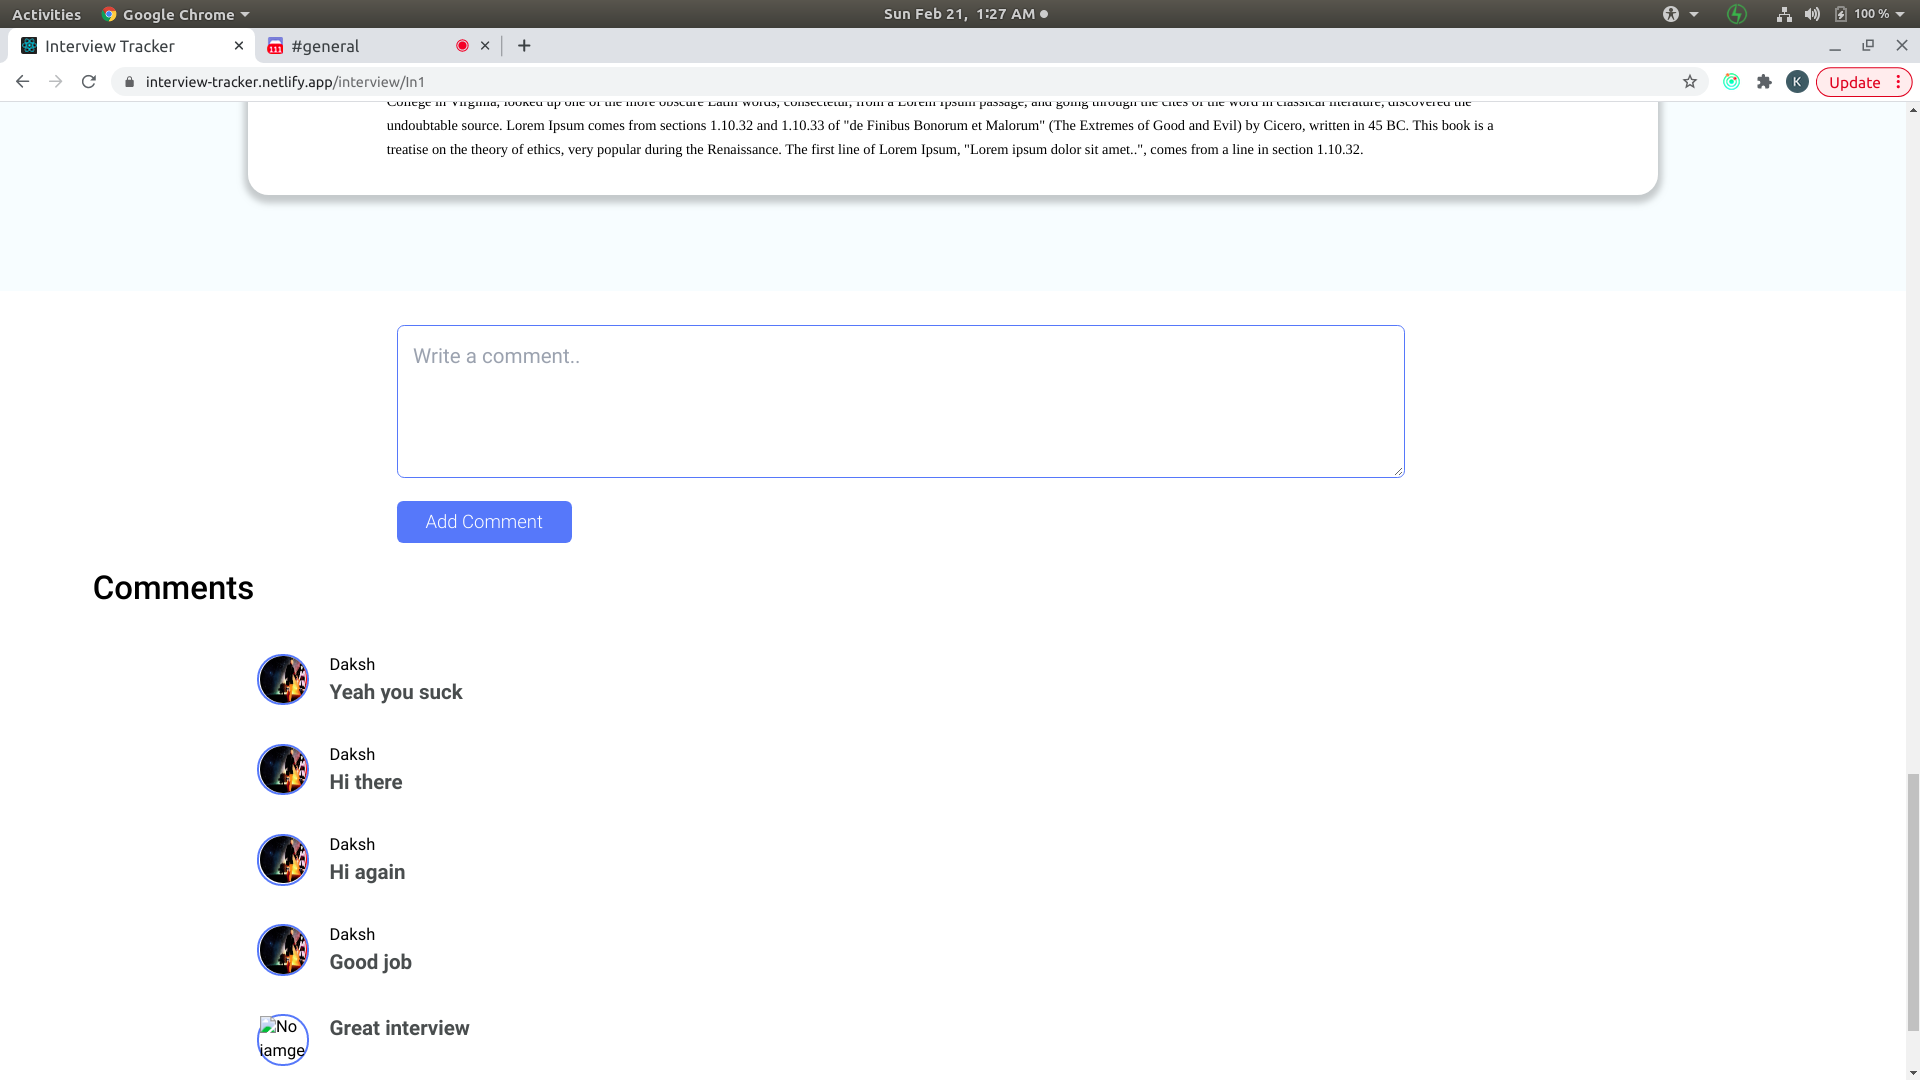 Activities Google Chrome Sun Feb 21, 1:27 AM 100 %
Interview Tracker #general
interview-tracker.netlify.app/interview/In1 K Update
College in Virginia, looked up one of the more obscure Latin words, consectetur, from a Lorem Ipsum passage, and going through the cites of the word in classical literature, discovered the
undoubtable source. Lorem Ipsum comes from sections 1.10.32 and 1.10.33 of "de Finibus Bonorum et Malorum" (The Extremes of Good and Evil) by Cicero, written in 45 BC. This book is a
treatise on the theory of ethics, very popular during the Renaissance. The first line of Lorem Ipsum, "Lorem ipsum dolor sit amet..", comes from a line in section 1.10.32.
Write a comment..
Add Comment
Comments
Daksh
Yeah you suck
Daksh
Hi there
Daksh
Hi again
Daksh
Good job
No
iamge
Great interview